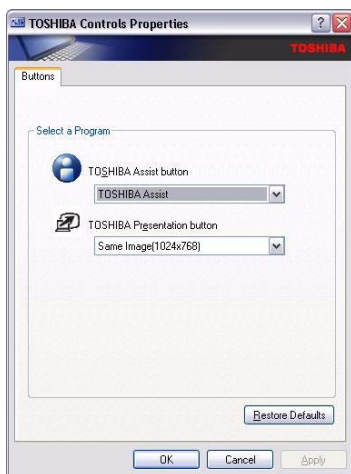 TOSHIBA Controls Properties
TOSHIBA
Buttons
Select a Program
TOSHIBA Assist button
TOSHIBA Assist
TOSHIBA Presentation button
Same Image(1024x768)
Restore Defaults
OK Cancel Apply